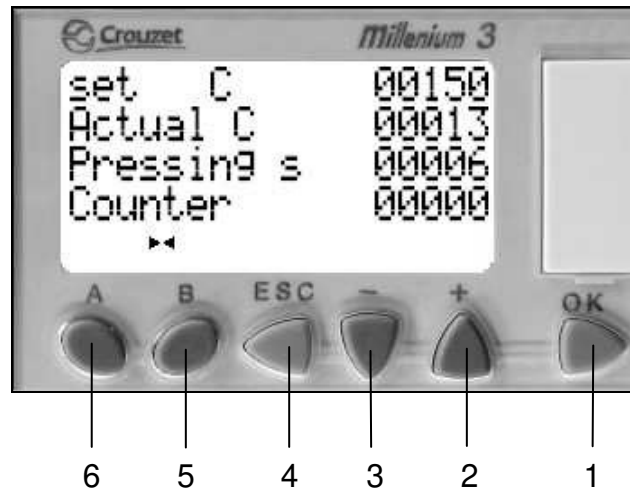 Crouzet Millenium 3
set C 00150
Actual C 00013
Pressing s 00006
Counter 00000
A B ESC - + OK
6 5 4 3 2 1